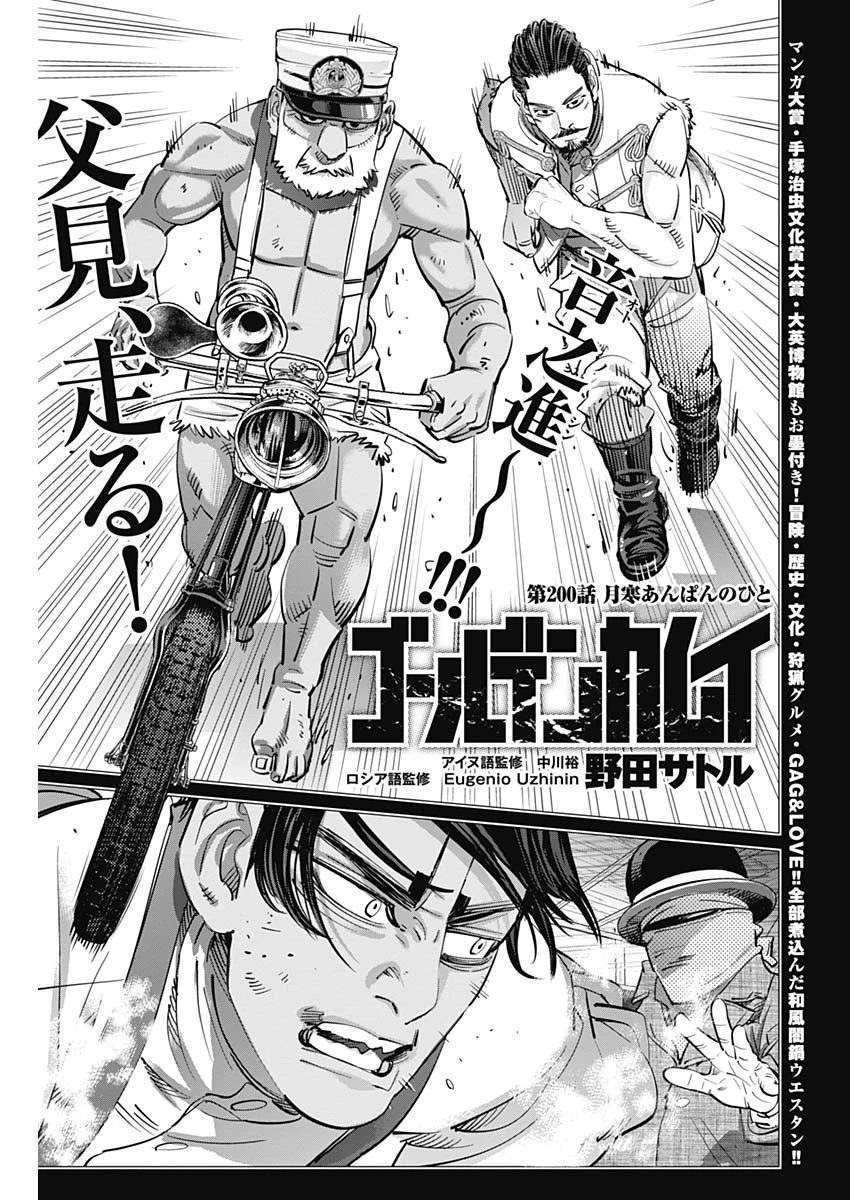 マンガ大賞・手塚治虫文化賞大賞・大英博物館もお墨付き！冒険・歴史・文化・狩猟グルメ・GAG&LOVE!!全部煮込んだ和風闇鍋ウエスタン!!
音之進〜〜!!!
おとのしん
父見、走る！
第200話 月寒あんぱんのひと
ゴールデンカムイ
アイヌ語監修 中川裕
ロシア語監修 Eugenio Uzhinin
野田サトル